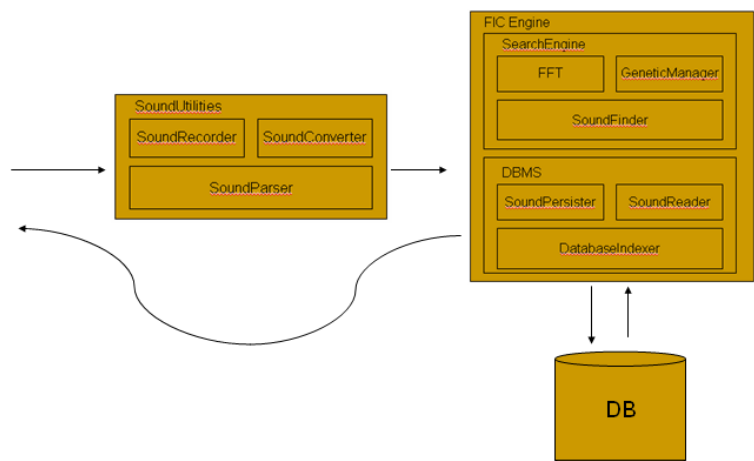 FIC Engine
SearchEngine
FFT
GeneticManager
SoundFinder
SoundUtilities
SoundRecorder
SoundConverter
SoundParser
DBMS
SoundPersister
SoundReader
DatabaseIndexer
DB